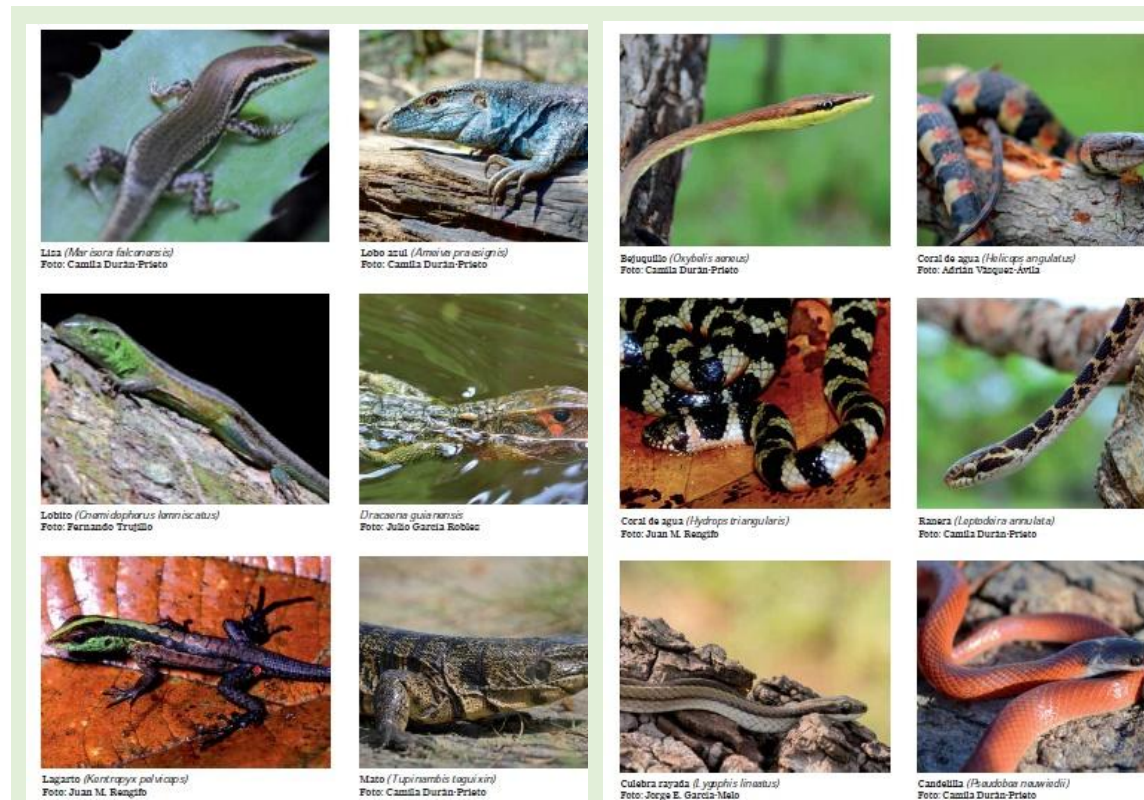 Lisa (Marisora falconensis)
Foto: Camila Durán-Prieto
Lobo azul (Ameiva praesignis)
Foto: Camila Durán-Prieto
Lobito (Cnemidophorus lemniscatus)
Foto: Fernando Trujillo
Dracaena guianensis
Foto: Julio García Robles
Lagarto (Kentropyx pelviceps)
Foto: Juan M. Rengifo
Mato (Tupinambis teguixin)
Foto: Camila Durán-Prieto
Bejuquillo (Oxybelis aeneus)
Foto: Camila Durán-Prieto
Coral de agua (Helicops angulatus)
Foto: Adrián Vásquez-Ávila
Coral de agua (Hydrops triangularis)
Foto: Juan M. Rengifo
Ranera (Leptodeira annulata)
Foto: Camila Durán-Prieto
Culebra rayada (Lygophis lineatus)
Foto: Jorge E. García-Melo
Candelilla (Pseudoboa neuwiedii)
Foto: Camila Durán-Prieto